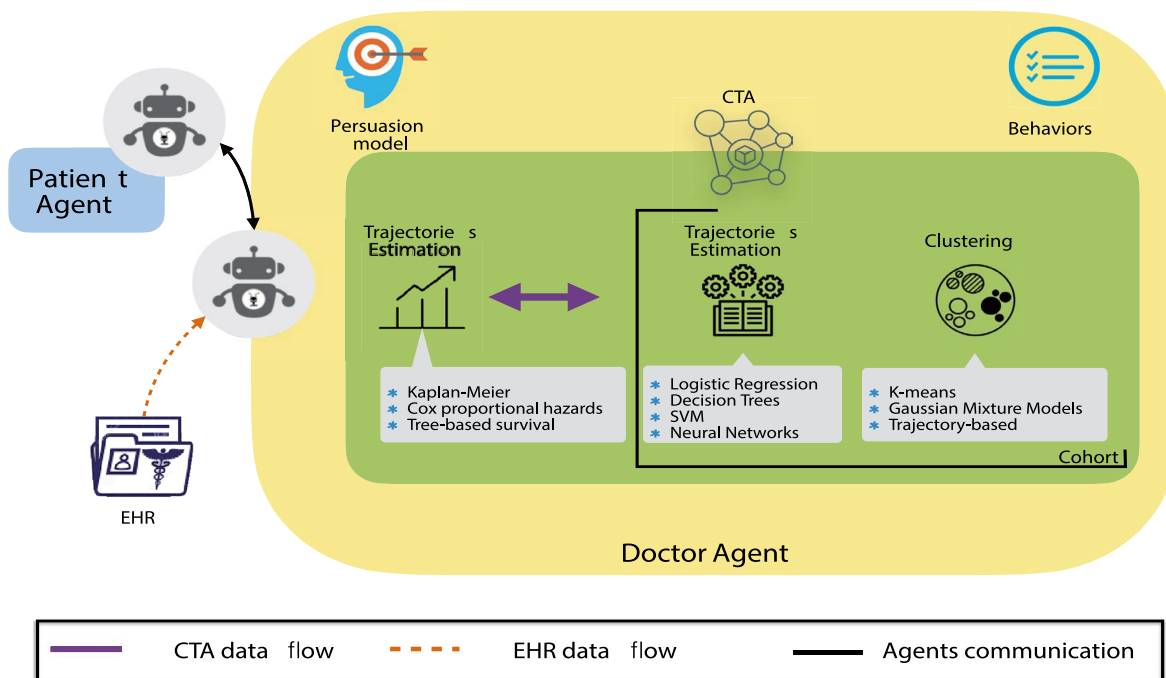 CTA
Persuasion
model
Behaviors
Patien t
Agent
Trajectorie s
Estimation
Trajectorie s
Estimation
Clustering
* Kaplan-Meier
* Cox proportional hazards
* Tree-based survival
* Logistic Regression
* Decision Trees
* SVM
* Neural Networks
* K-means
* Gaussian Mixture Models
* Trajectory-based
Cohort
EHR
Doctor Agent
CTA data flow
EHR data flow
Agents communication